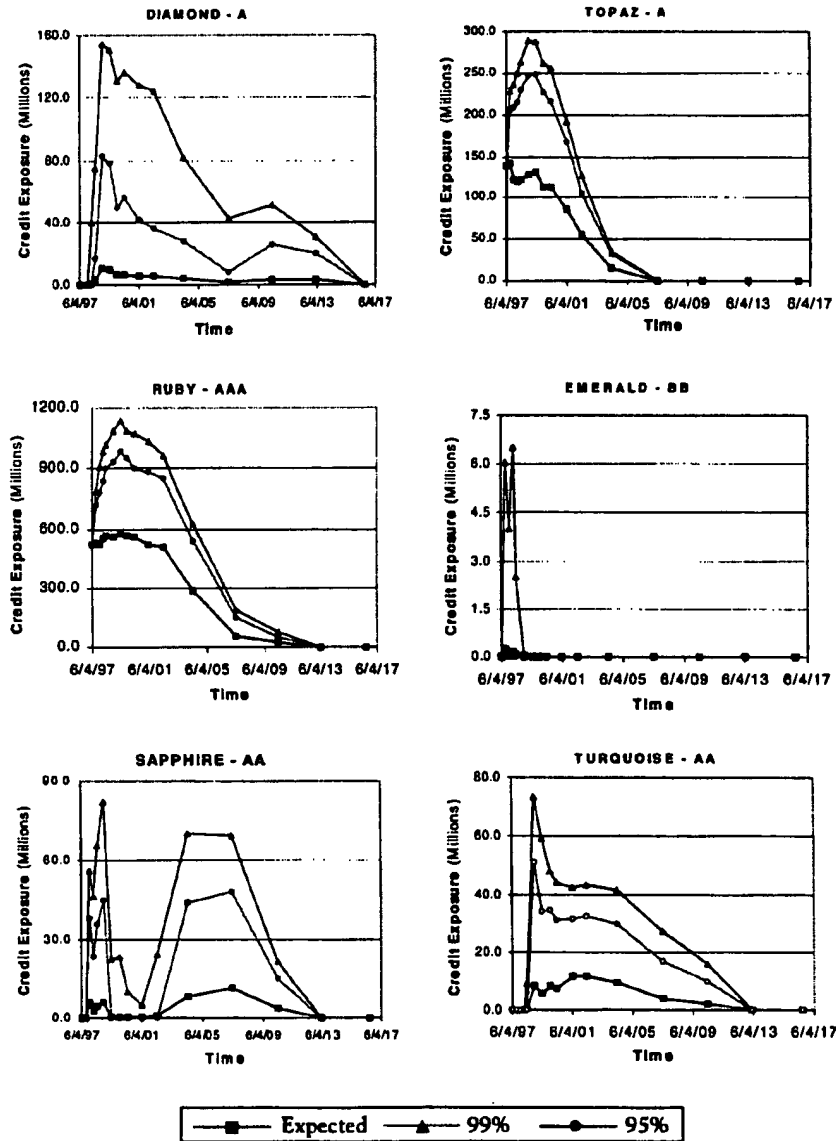 DIAMOND - A
Credit Exposure (Millions)
160.0
120.0
80.0
40.0
0.0
6/4/97 6/4/01 6/4/05 6/4/09 6/4/13 6/4/17
Time
TOPAZ - A
Credit Exposure (Millions)
300.0
250.0
200.0
150.0
100.0
50.0
0.0
6/4/97 6/4/01 6/4/05 6/4/09 6/4/13 6/4/17
Time
RUBY - AAA
Credit Exposure (Millions)
1200.0
900.0
600.0
300.0
0.0
6/4/97 6/4/01 6/4/05 6/4/09 6/4/13 6/4/17
Time
EMERALD - BB
Credit Exposure (Millions)
7.5
6.0
4.5
3.0
1.5
0.0
6/4/97 6/4/01 6/4/05 6/4/09 6/4/13 6/4/17
Time
SAPPHIRE - AA
Credit Exposure (Millions)
90.0
60.0
30.0
0.0
6/4/97 6/4/01 6/4/05 6/4/09 6/4/13 6/4/17
Time
TURQUOISE - AA
Credit Exposure (Millions)
80.0
60.0
40.0
20.0
0.0
6/4/97 6/4/01 6/4/05 6/4/09 6/4/13 6/4/17
Time
Expected 99% 95%